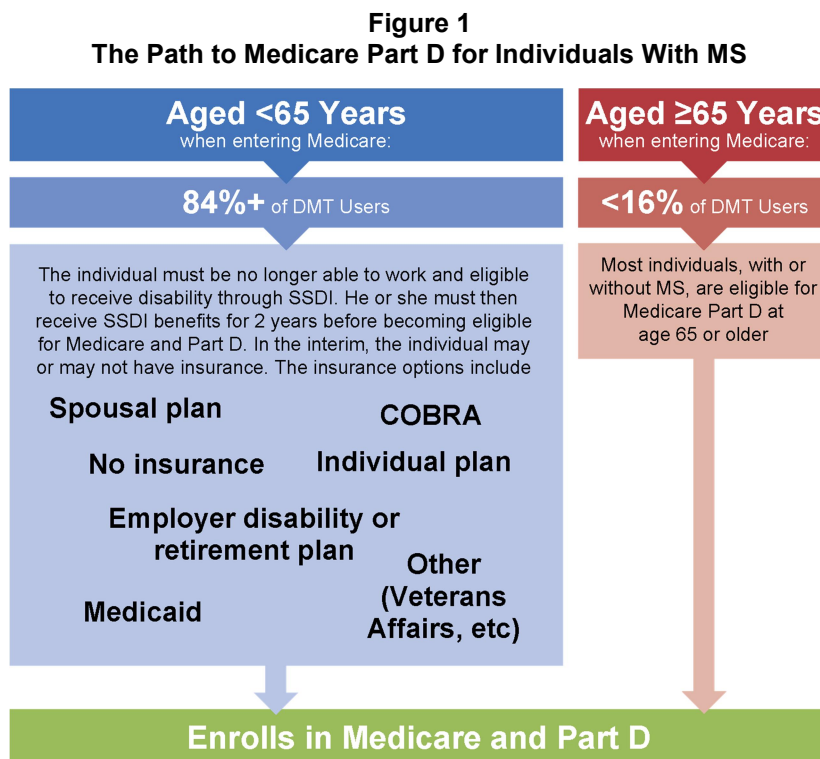 Figure 1
The Path to Medicare Part D for Individuals With MS
Aged <65 Years
when entering Medicare:
84%+ of DMT Users
The individual must be no longer able to work and eligible
to receive disability through SSDI. He or she must then
receive SSDI benefits for 2 years before becoming eligible
for Medicare and Part D. In the interim, the individual may
or may not have insurance. The insurance options include
Spousal plan
COBRA
No insurance
Individual plan
Employer disability or
retirement plan
Other
(Veterans
Affairs, etc)
Medicaid
Aged ≥65 Years
when entering Medicare:
<16% of DMT Users
Most individuals, with or
without MS, are eligible for
Medicare Part D at
age 65 or older
Enrolls in Medicare and Part D